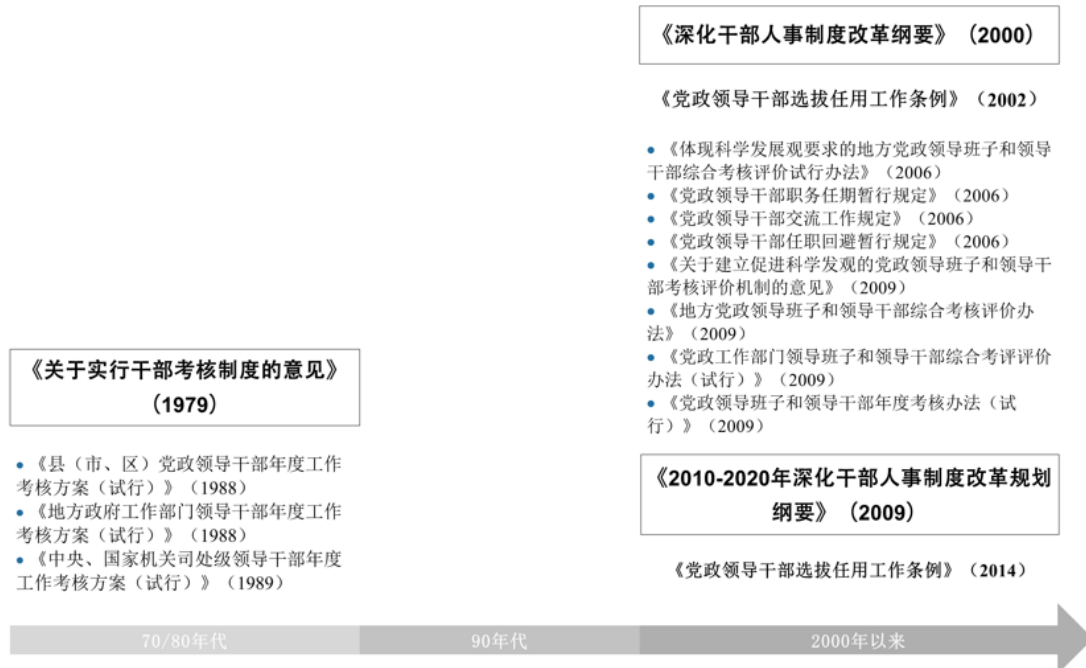 《关于实行干部考核制度的意见》
（1979）
• 《县（市、区）党政领导干部年度工作
考核方案（试行）》（1988）
• 《地方政府工作部门领导干部年度工作
考核方案（试行）》（1988）
• 《中央、国家机关司处级领导干部年度
工作考核方案（试行）》（1989）
《深化干部人事制度改革纲要》（2000）
《党政领导干部选拔任用工作条例》（2002）
• 《体现科学发展观要求的地方党政领导班子和领导
干部综合考核评价试行办法》（2006）
• 《党政领导干部职务任期暂行规定》（2006）
• 《党政领导干部交流工作规定》（2006）
• 《党政领导干部任职回避暂行规定》（2006）
• 《关于建立促进科学发观的党政领导班子和领导干
部考核评价机制的意见》（2009）
• 《地方党政领导班子和领导干部综合考核评价办
法》（2009）
• 《党政工作部门领导班子和领导干部综合考评评价
办法（试行）》（2009）
• 《党政领导班子和领导干部年度考核办法（试
行）》（2009）
《2010-2020年深化干部人事制度改革规划
纲要》（2009）
《党政领导干部选拔任用工作条例》（2014）
70/80年代
90年代
2000年以来